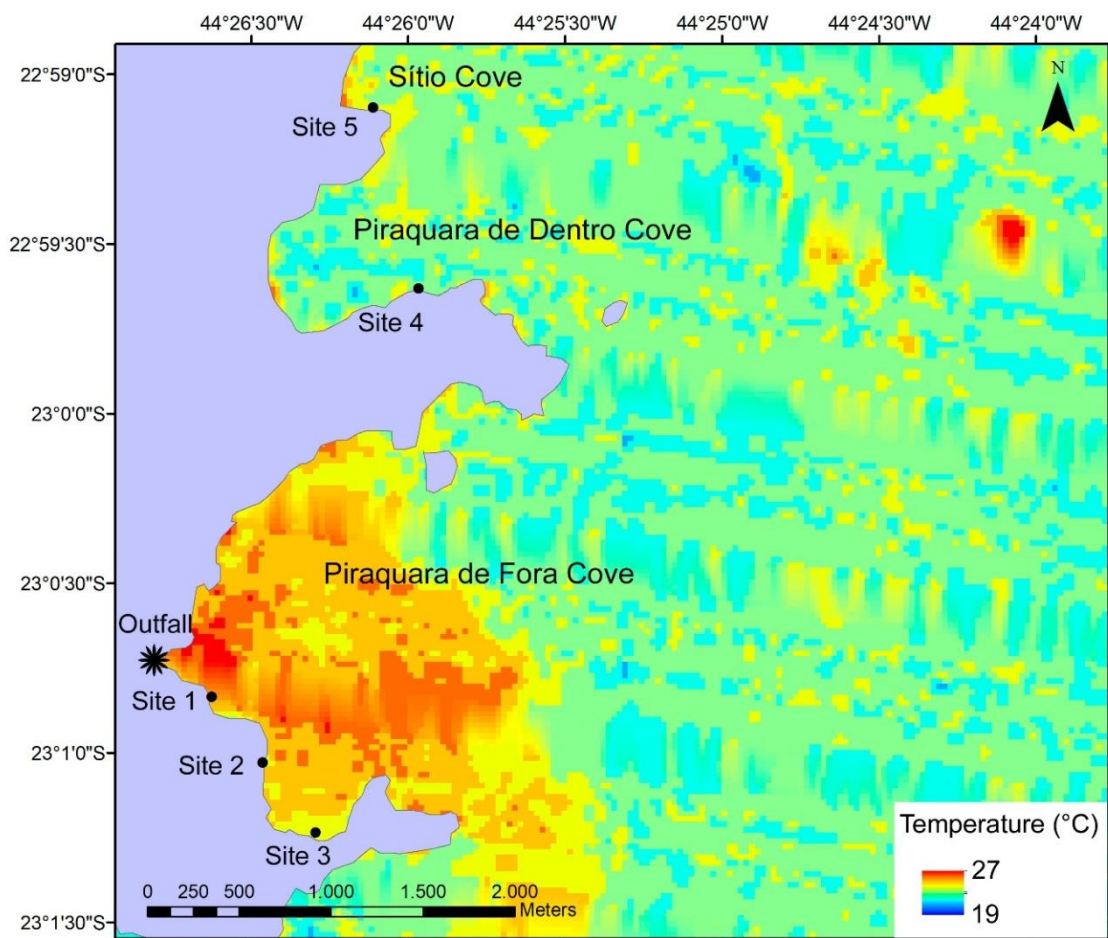 44°26'30"W 44°26'0"W 44°25'30"W 44°25'0"W 44°24'30"W 44°24'0"W
22°59'0"S
Sítio Cove
N
Site 5
22°59'30"S
Piraquara de Dentro Cove
Site 4
23°0'0"S
23°0'30"S
Piraquara de Fora Cove
Outfall
Site 1
23°1'0"S
Site 2
Site 3
Temperature (°C)
27
19
0 250 500 1.000 1.500 2.000
Meters
23°1'30"S